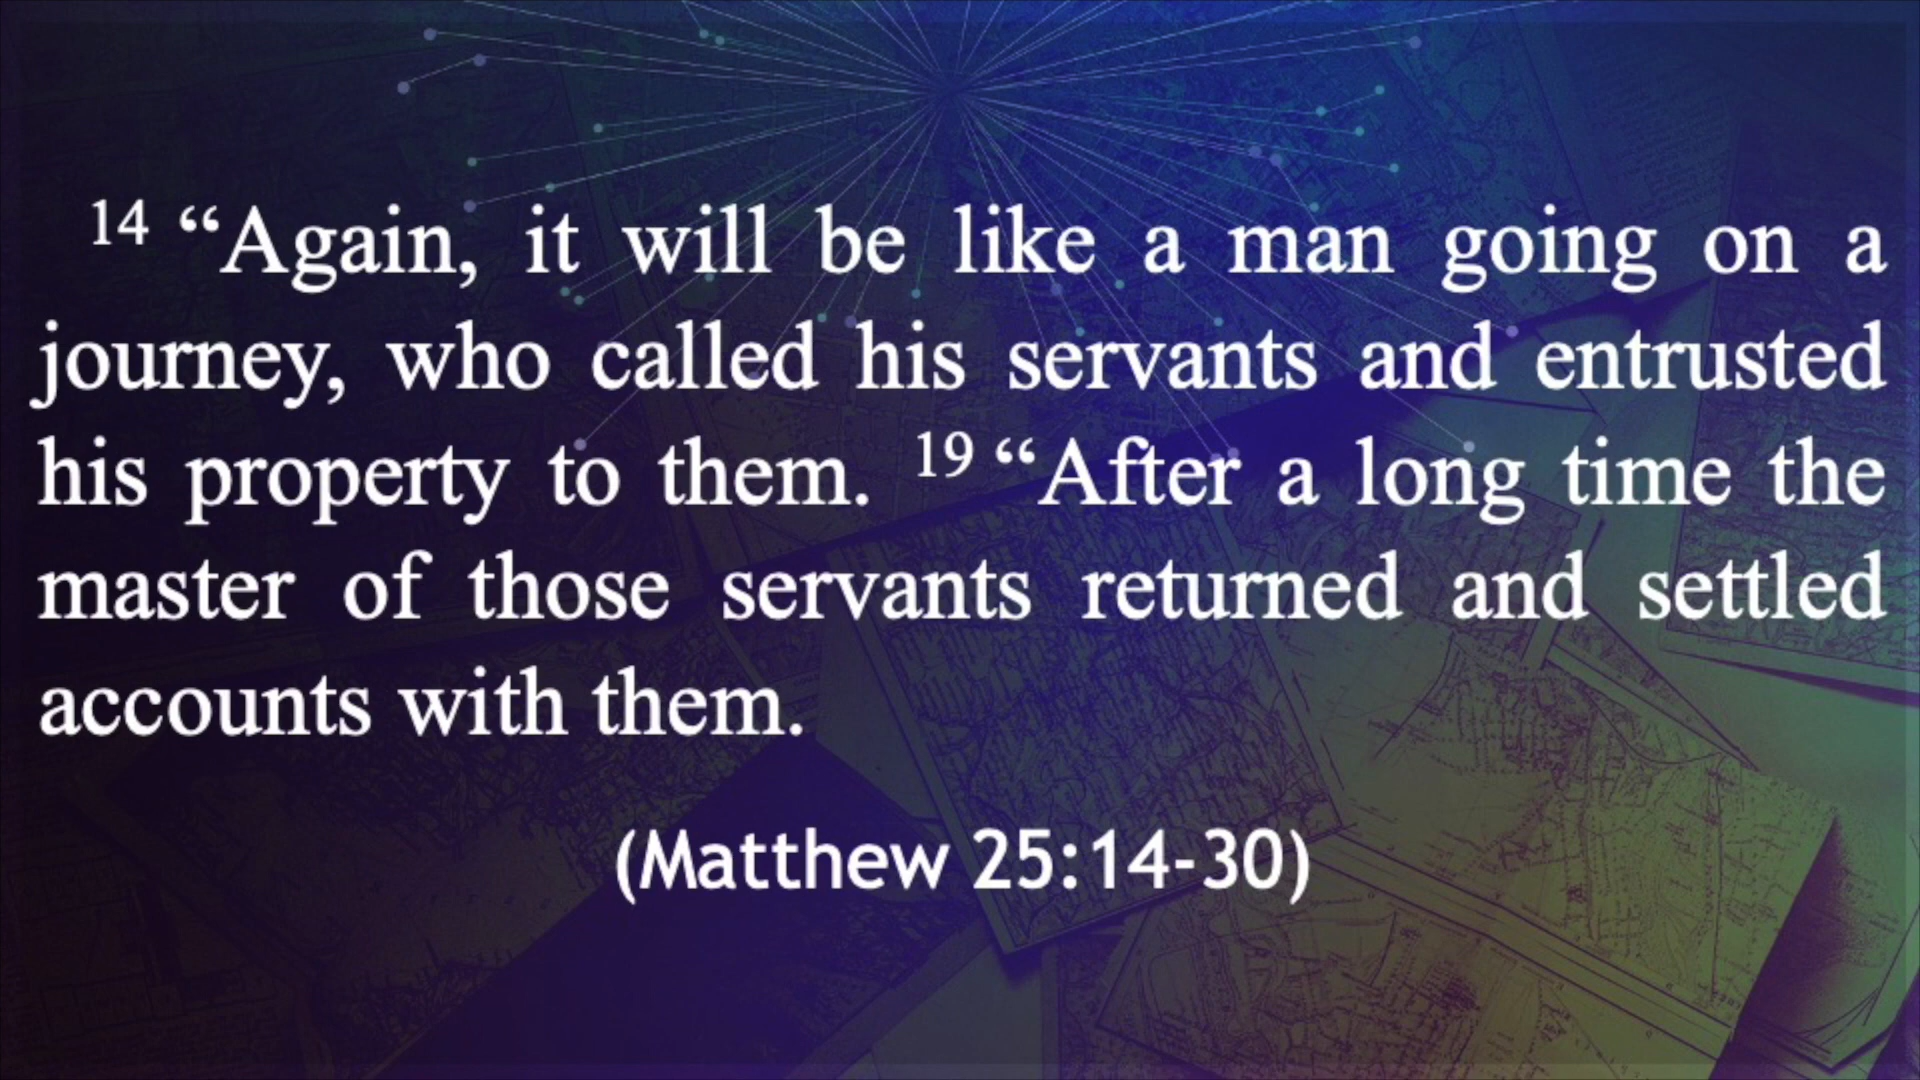 14 “Again, it will be like a man going on a
journey, who called his servants and entrusted
his property to them. 19 “After a long time the
master of those servants returned and settled
accounts with them.
(Matthew 25:14-30)